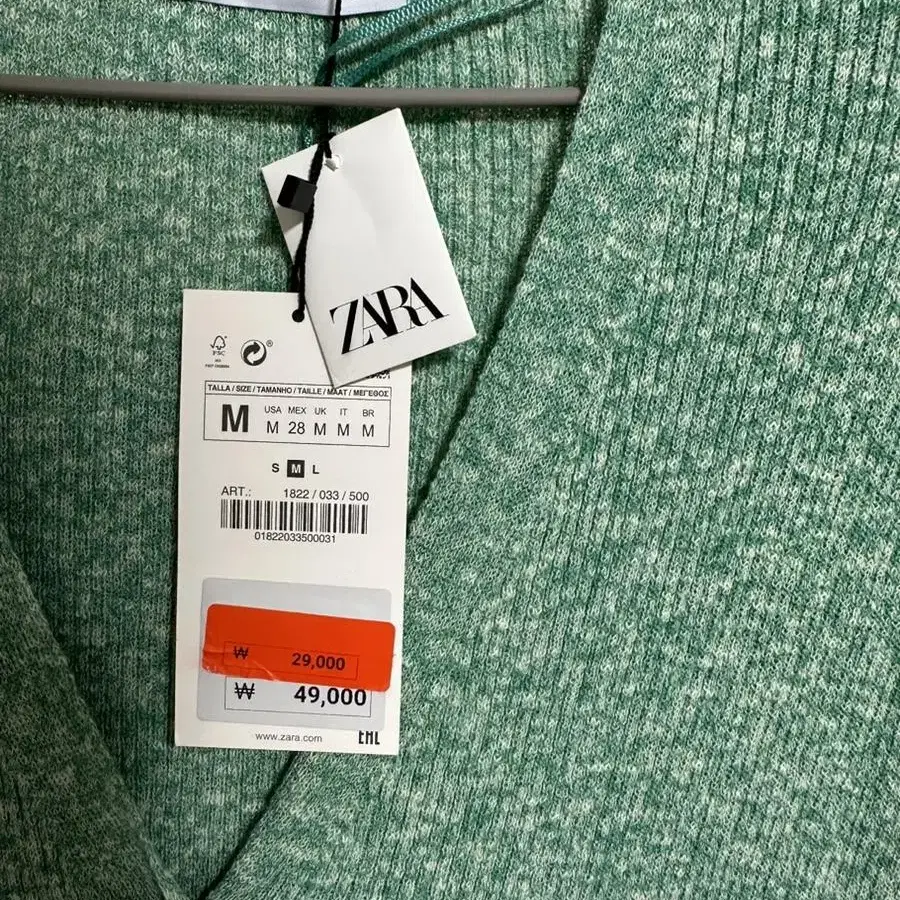 ZARA
FSC
®
TALLA / SIZE / TAMANHO / TAILLE / MAAT / ΜΕΓΕΘΟΣ
USA MEX UK IT BR
M M 28 M M M
S M L
ART.: 1822 / 033 / 500
01822033500031
₩ 29,000
₩ 49,000
www.zara.com
EAC